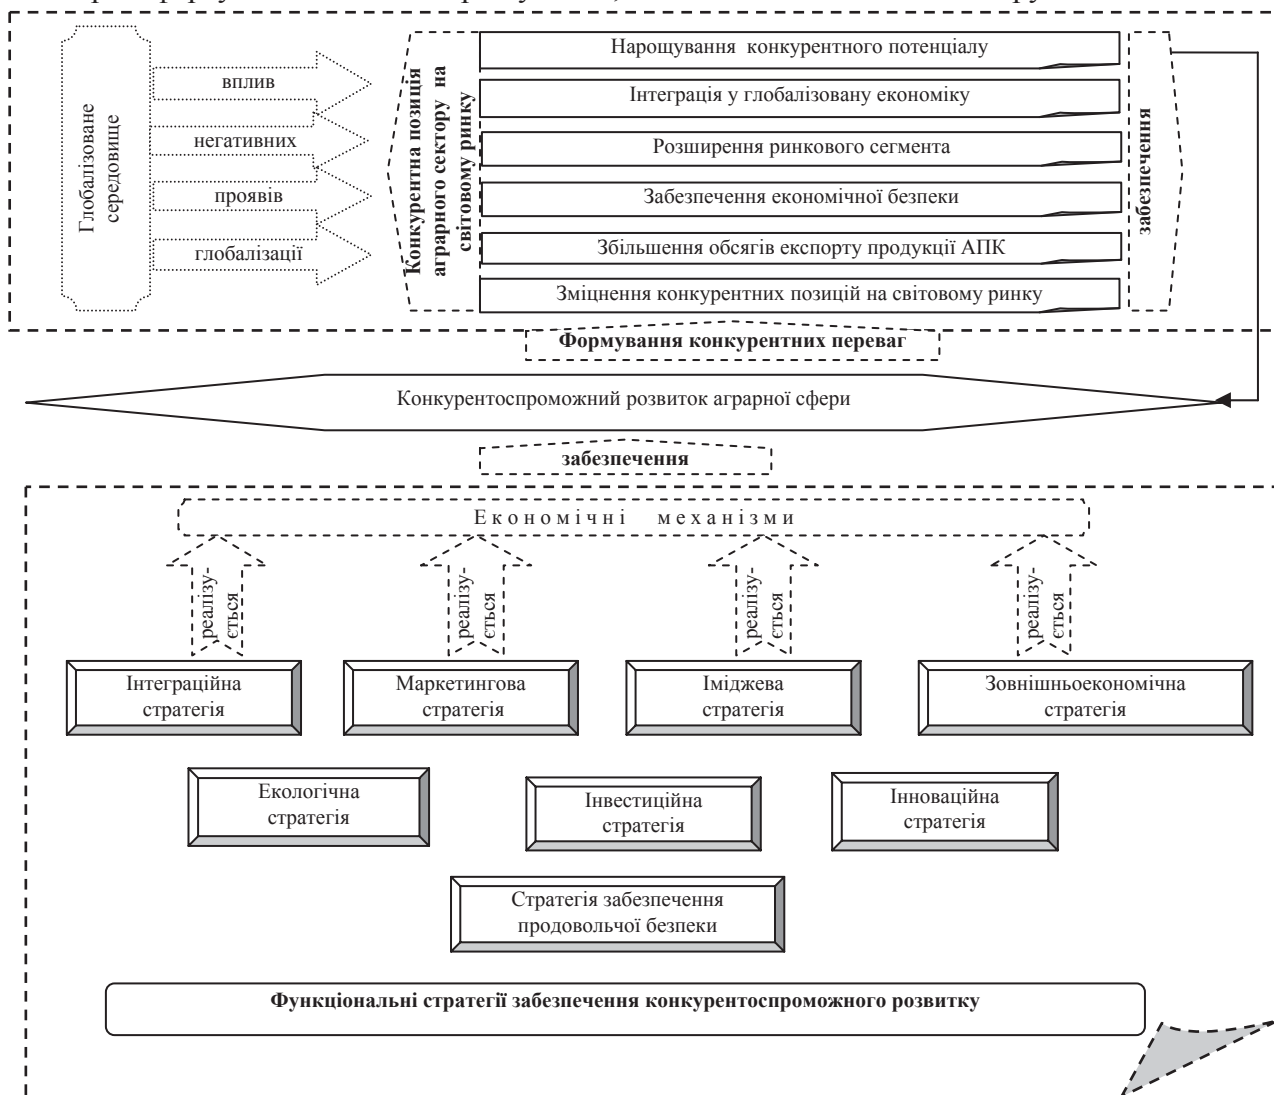 Глобалізоване
середовище
вплив
негативних
проявів
глобалізації
Конкурентна позиція
аграрного сектору на
світовому ринку
Нарощування конкурентного потенціалу
Інтеграція у глобалізовану економіку
Розширення ринкового сегмента
Забезпечення економічної безпеки
Збільшення обсягів експорту продукції АПК
Зміцнення конкурентних позицій на світовому ринку
забезпечення
Формування конкурентних переваг
Конкурентоспроможний розвиток аграрної сфери
забезпечення
Економічні механізми
реалізу-
ється
реалізу-
ється
реалізу-
ється
реалізу-
ється
Інтеграційна
стратегія
Маркетингова
стратегія
Іміджева
стратегія
Зовнішньоекономічна
стратегія
Екологічна
стратегія
Інвестиційна
стратегія
Інноваційна
стратегія
Стратегія забезпечення
продовольчої безпеки
Функціональні стратегії забезпечення конкурентоспроможного розвитку